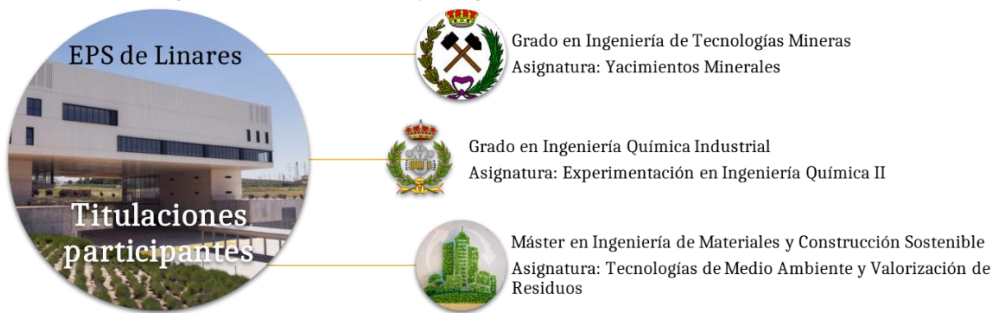 EPS de Linares
Titulaciones
participantes
Grado en Ingeniería de Tecnologías Mineras
Asignatura: Yacimientos Minerales
Grado en Ingeniería Química Industrial
Asignatura: Experimentación en Ingeniería Química II
Máster en Ingeniería de Materiales y Construcción Sostenible
Asignatura: Tecnologías de Medio Ambiente y Valorización de
Residuos